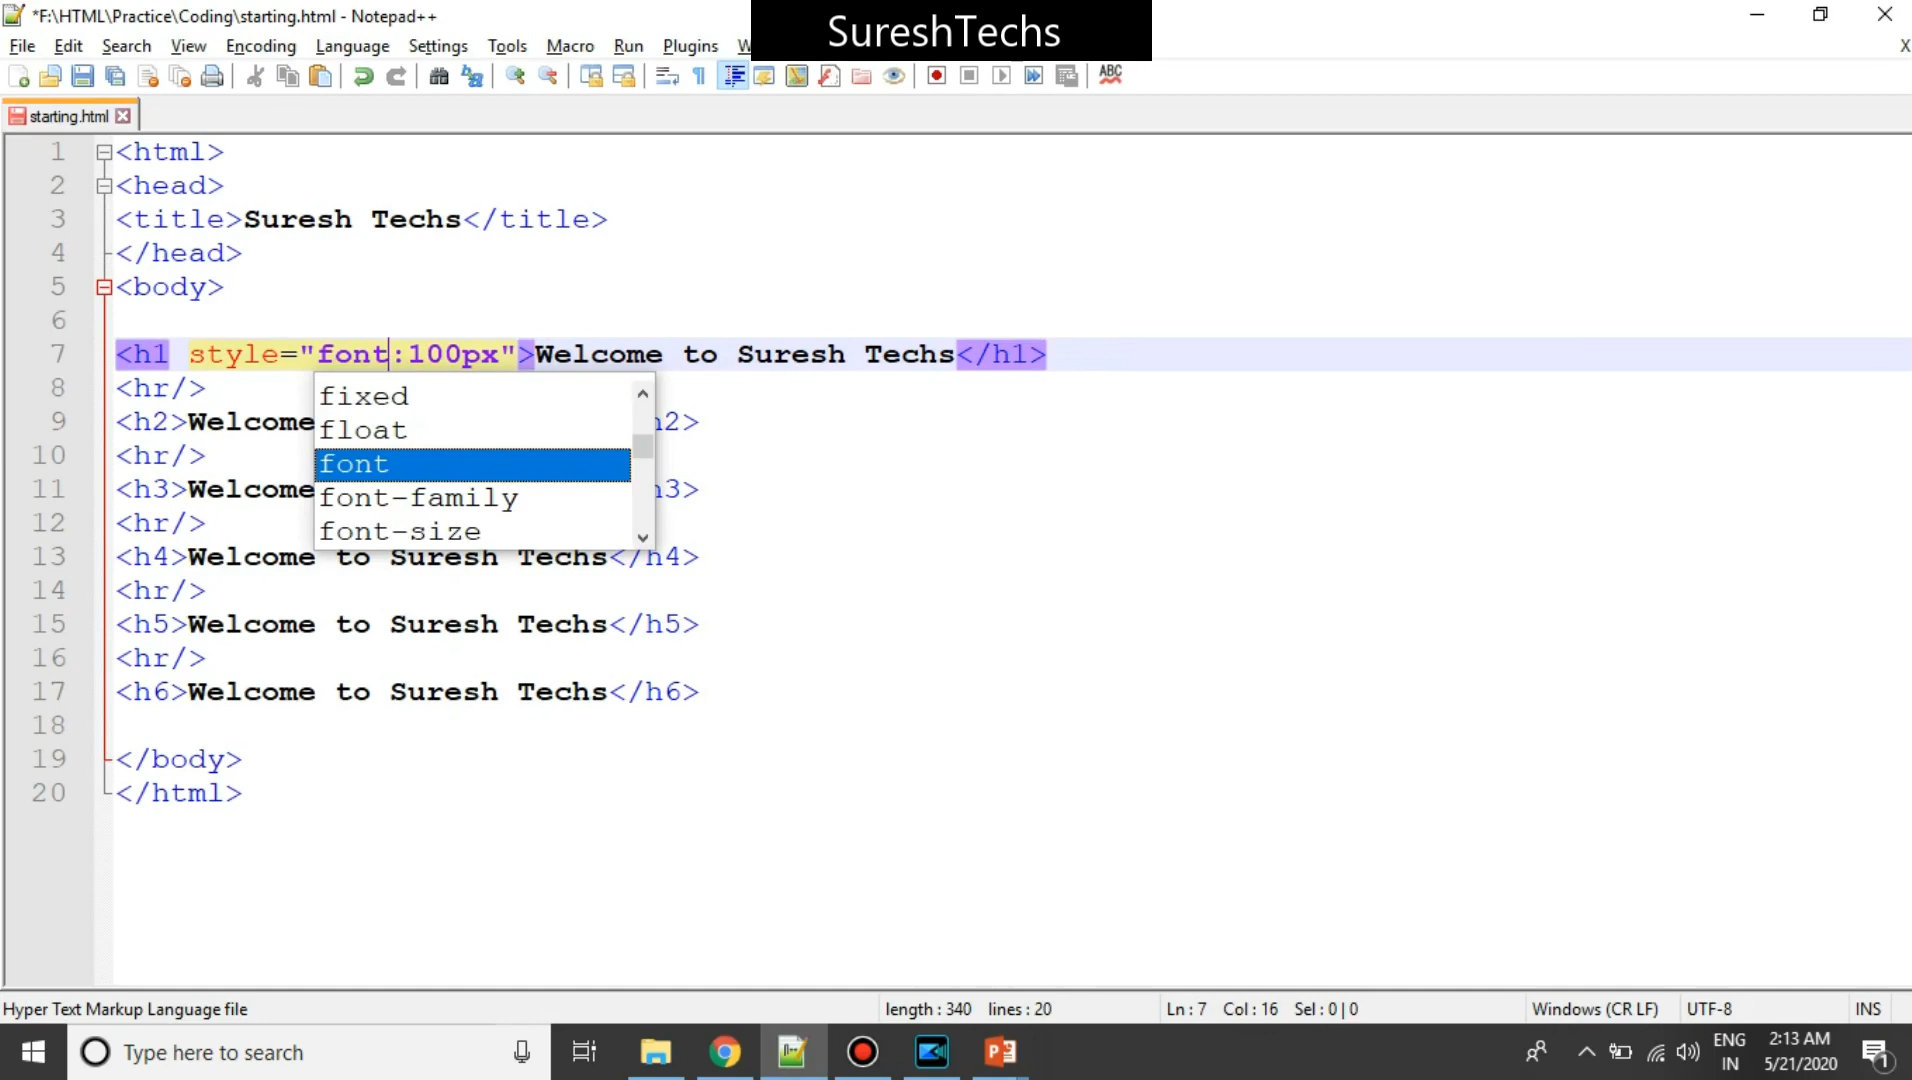 *F:\HTML\Practice\Coding\starting.html - Notepad++
SureshTechs
File Edit Search View Encoding Language Settings Tools Macro Run Plugins W
X
ABC
starting.html
1 <html>
2 <head>
3 <title>Suresh Techs</title>
4 </head>
5 <body>
6
7 <h1 style="font:100px">Welcome to Suresh Techs</h1>
8 <hr/>
9 <h2>Welcome h2>
10 <hr/>
11 <h3>Welcome h3>
12 <hr/>
13 <h4>Welcome to Suresh Techs</h4>
14 <hr/>
15 <h5>Welcome to Suresh Techs</h5>
16 <hr/>
17 <h6>Welcome to Suresh Techs</h6>
18
19 </body>
20 </html>
fixed
float
font
font-family
font-size
Hyper Text Markup Language file length : 340 lines : 20 Ln : 7 Col : 16 Sel : 0 | 0 Windows (CR LF) UTF-8 INS
Type here to search
ENG
IN
2:13 AM
5/21/2020
1